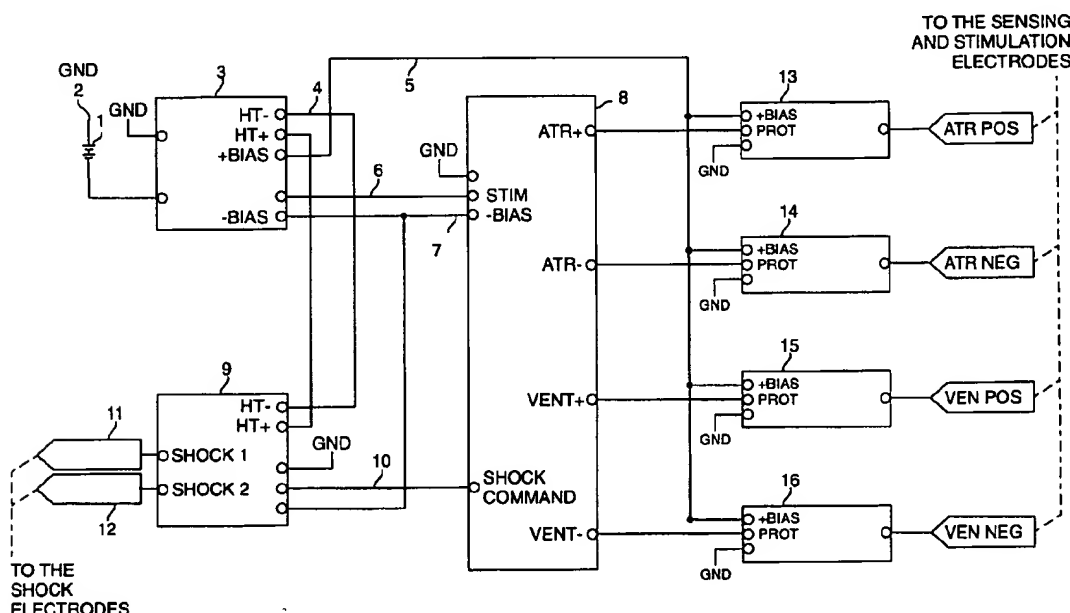 TO THE SENSING
AND STIMULATION
ELECTRODES
GND
2
1
GND
3
HT-
HT+
+BIAS
-BIAS
4
5
6
7
8
GND
STIM
-BIAS
ATR+
ATR-
VENT+
SHOCK
COMMAND
VENT-
13
+BIAS
PROT
GND
ATR POS
14
+BIAS
PROT
GND
ATR NEG
15
+BIAS
PROT
GND
VEN POS
16
+BIAS
PROT
GND
VEN NEG
9
HT-
HT+
GND
SHOCK 1
SHOCK 2
10
11
12
TO THE
SHOCK
ELECTRODES